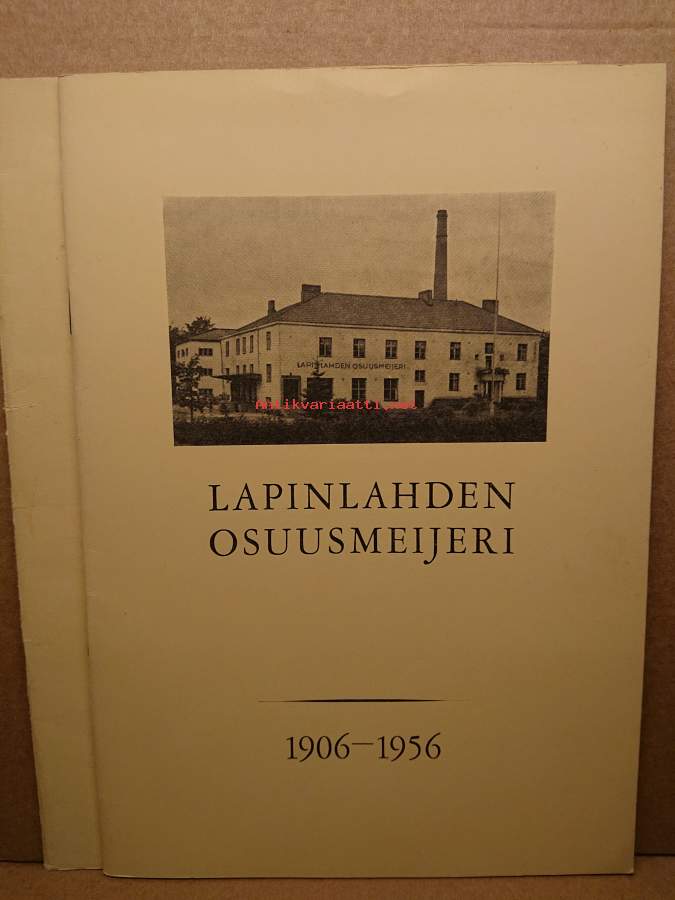 LAPINLAHDEN OSUUSMEIJERI
Antikvariaatti.net
LAPINLAHDEN
OSUUSMEIJERI
1906–1956